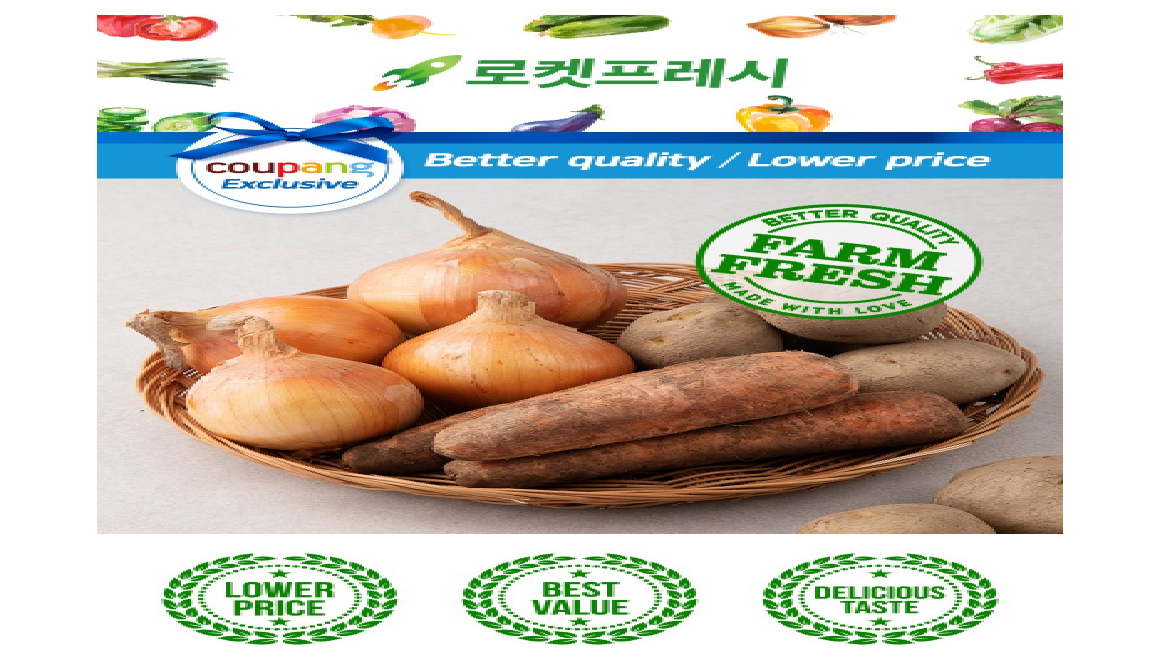 로켓프레시
coupang
Exclusive
Better quality / Lower price
BETTER QUALITY
FARM
FRESH
MADE WITH LOVE
LOWER
PRICE
BEST
VALUE
DELICIOUS
TASTE